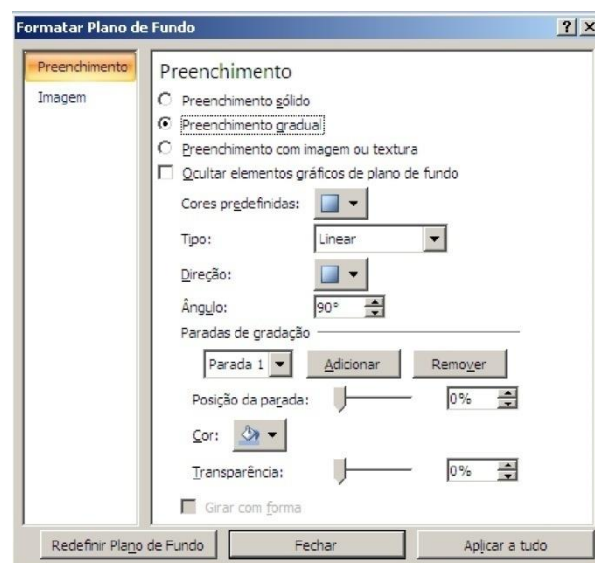 Formatar Plano de Fundo
Preenchimento
Imagem
Preenchimento
Preenchimento sólido
Preenchimento gradual
Preenchimento com imagem ou textura
Ocultar elementos gráficos de plano de fundo
Cores predefinidas:
Tipo: Linear
Direção:
Ângulo: 90°
Paradas de gradação
Parada 1 Adicionar Remover
Posição da parada: 0%
Cor:
Transparência: 0%
Girar com forma
Redefinir Plano de Fundo Fechar Aplicar a tudo